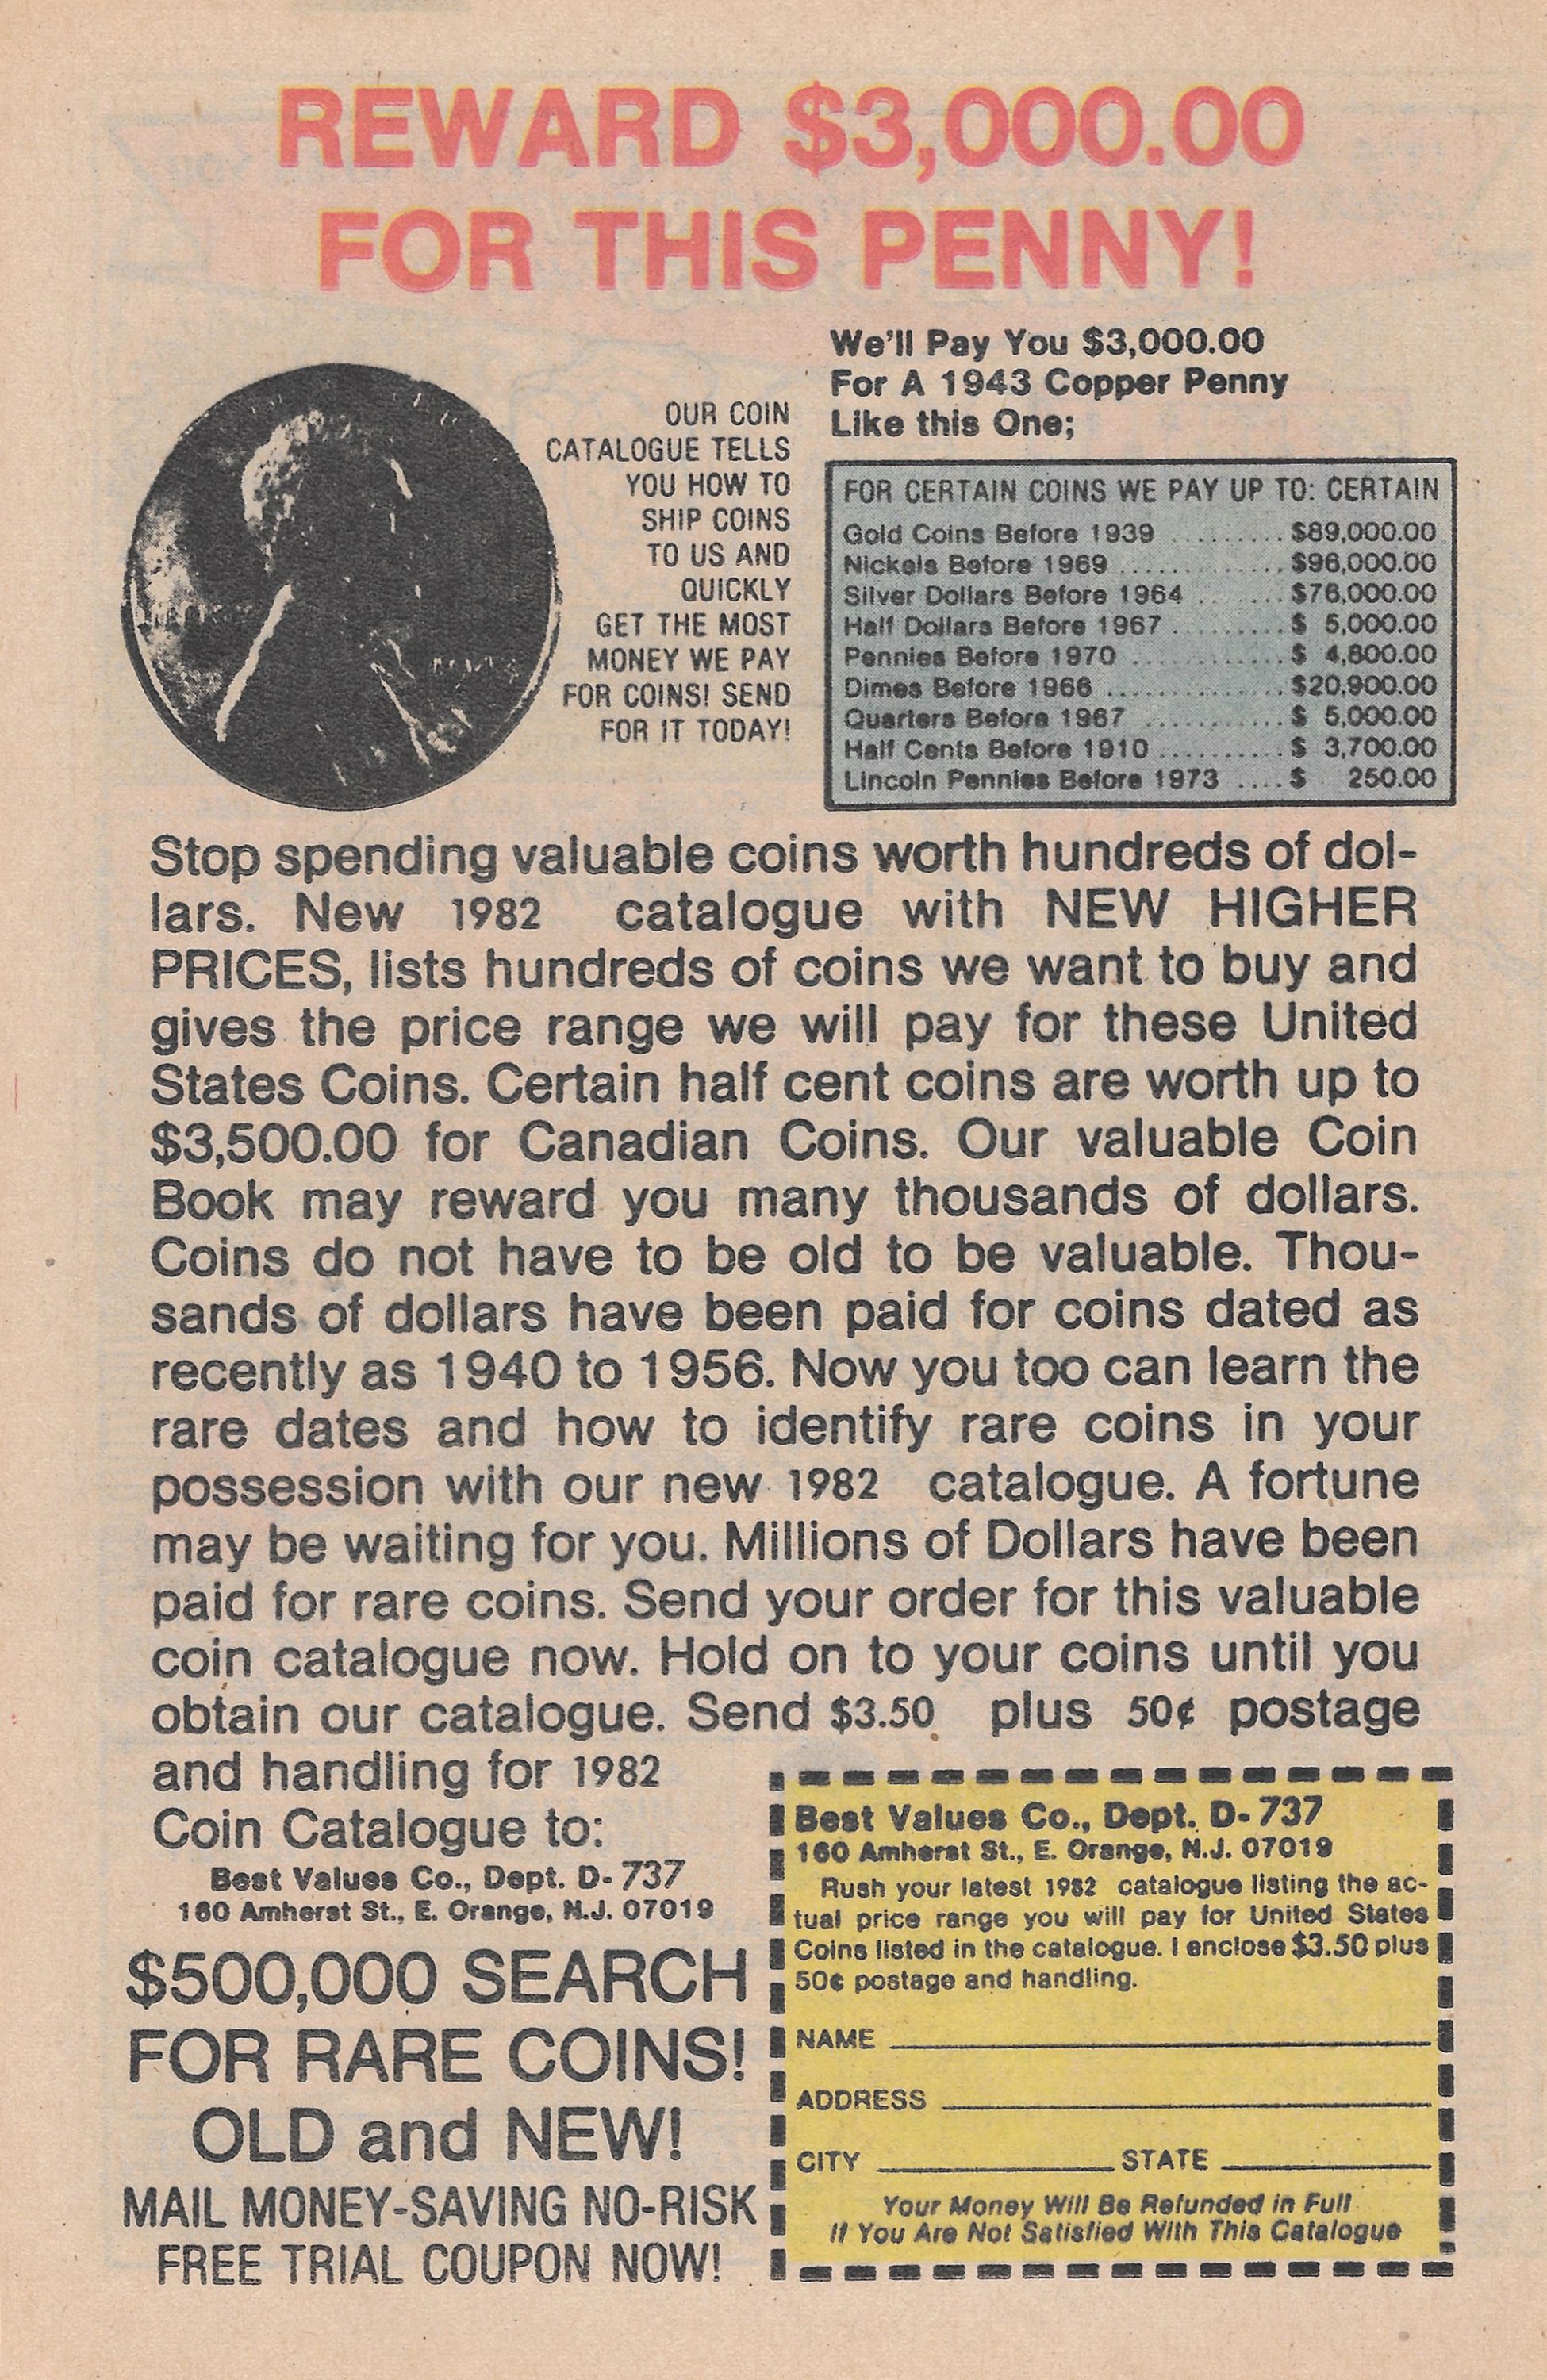 REWARD $3,000.00
FOR THIS PENNY!
OUR COIN
CATALOGUE TELLS
YOU HOW TO
SHIP COINS
TO US AND
QUICKLY
GET THE MOST
MONEY WE PAY
FOR COINS! SEND
FOR IT TODAY!
We'll Pay You $3,000.00
For A 1943 Copper Penny
Like this One;
FOR CERTAIN COINS WE PAY UP TO: CERTAIN
Gold Coins Before 1939 ......... $89,000.00
Nickels Before 1969 ............. $96,000.00
Silver Dollars Before 1964 ....... $76,000.00
Half Dollars Before 1967 ......... $ 5,000.00
Pennies Before 1970 ............ $ 4,800.00
Dimes Before 1966 .............. $20,900.00
Quarters Before 1967 ........... $ 5,000.00
Half Cents Before 1910 .......... $ 3,700.00
Lincoln Pennies Before 1973 .... $ 250.00
Stop spending valuable coins worth hundreds of dol-
lars. New 1982 catalogue with NEW HIGHER
PRICES, lists hundreds of coins we want to buy and
gives the price range we will pay for these United
States Coins. Certain half cent coins are worth up to
$3,500.00 for Canadian Coins. Our valuable Coin
Book may reward you many thousands of dollars.
Coins do not have to be old to be valuable. Thou-
sands of dollars have been paid for coins dated as
recently as 1940 to 1956. Now you too can learn the
rare dates and how to identify rare coins in your
possession with our new 1982 catalogue. A fortune
may be waiting for you. Millions of Dollars have been
paid for rare coins. Send your order for this valuable
coin catalogue now. Hold on to your coins until you
obtain our catalogue. Send $3.50 plus 50¢ postage
and handling for 1982
Coin Catalogue to:
Best Values Co., Dept. D-737
160 Amherst St., E. Orange, N.J. 07019
$500,000 SEARCH
FOR RARE COINS!
OLD and NEW!
MAIL MONEY-SAVING NO-RISK
FREE TRIAL COUPON NOW!
Best Values Co., Dept. D-737
160 Amherst St., E. Orange, N.J. 07019
Rush your latest 1982 catalogue listing the ac-
tual price range you will pay for United States
Coins listed in the catalogue. I enclose $3.50 plus
50¢ postage and handling.
NAME
ADDRESS
CITY STATE
Your Money Will Be Refunded in Full
If You Are Not Satisfied With This Catalogue